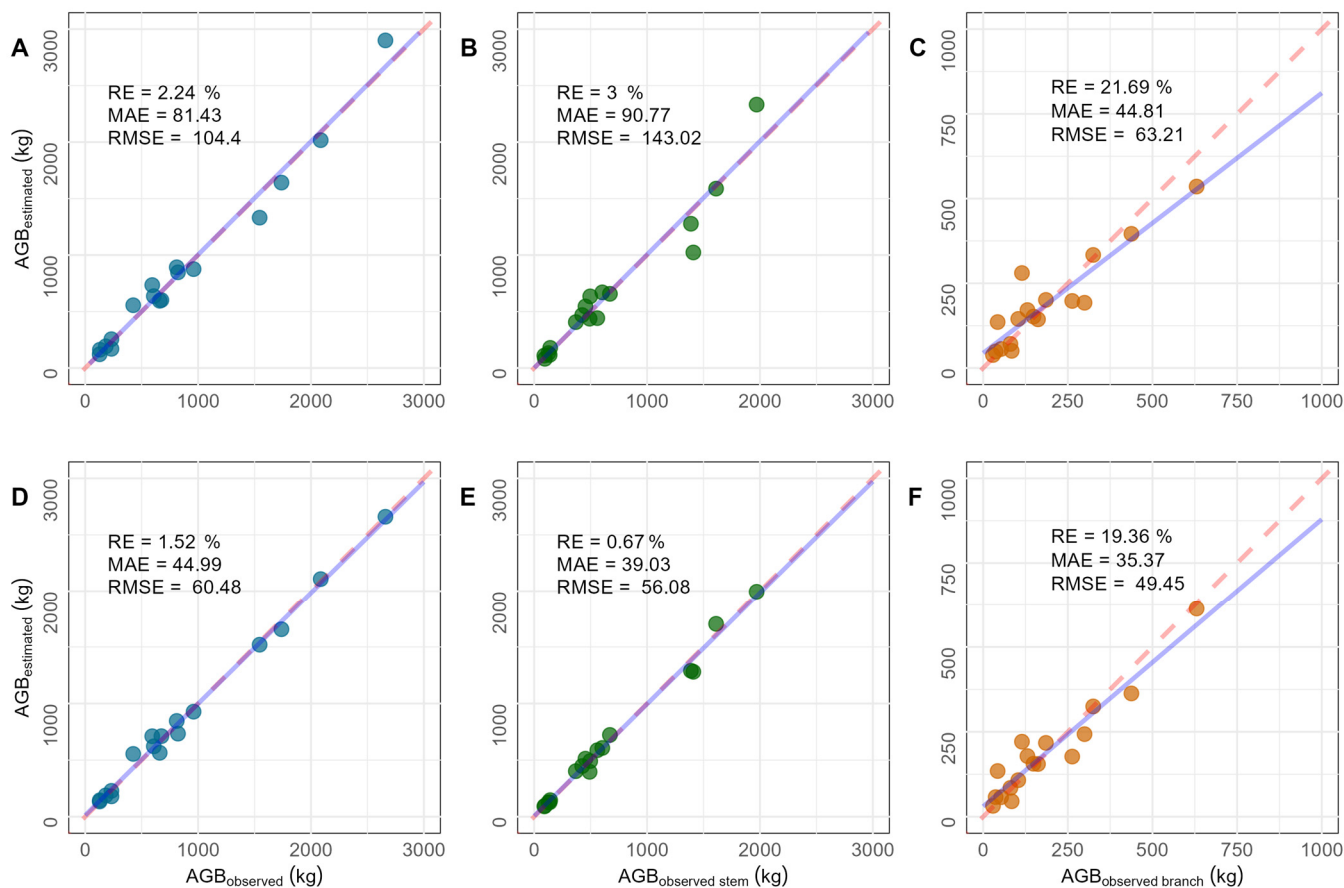 A
RE = 2.24 %
MAE = 81.43
RMSE = 104.4
AGBestimated (kg)
0
1000
2000
3000
0 1000 2000 3000
B
RE = 3 %
MAE = 90.77
RMSE = 143.02
0
1000
2000
3000
0 1000 2000 3000
C
RE = 21.69 %
MAE = 44.81
RMSE = 63.21
0
250
500
750
1000
0 250 500 750 1000
D
RE = 1.52 %
MAE = 44.99
RMSE = 60.48
AGBestimated (kg)
0
1000
2000
3000
0 1000 2000 3000
AGBobserved (kg)
E
RE = 0.67 %
MAE = 39.03
RMSE = 56.08
0
1000
2000
3000
0 1000 2000 3000
AGBobserved stem (kg)
F
RE = 19.36 %
MAE = 35.37
RMSE = 49.45
0
250
500
750
1000
0 250 500 750 1000
AGBobserved branch (kg)